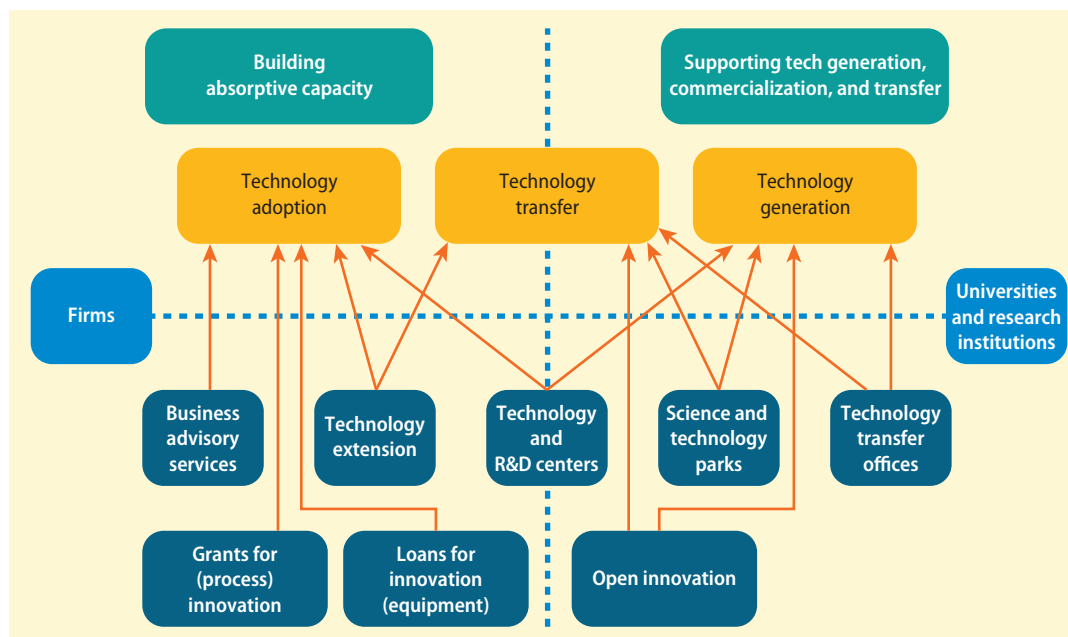 Building
absorptive capacity
Supporting tech generation,
commercialization, and transfer
Technology
adoption
Technology
transfer
Technology
generation
Firms
Universities
and research
institutions
Business
advisory
services
Technology
extension
Technology
and
R&D centers
Science and
technology
parks
Technology
transfer
offices
Grants for
(process)
innovation
Loans for
innovation
(equipment)
Open innovation